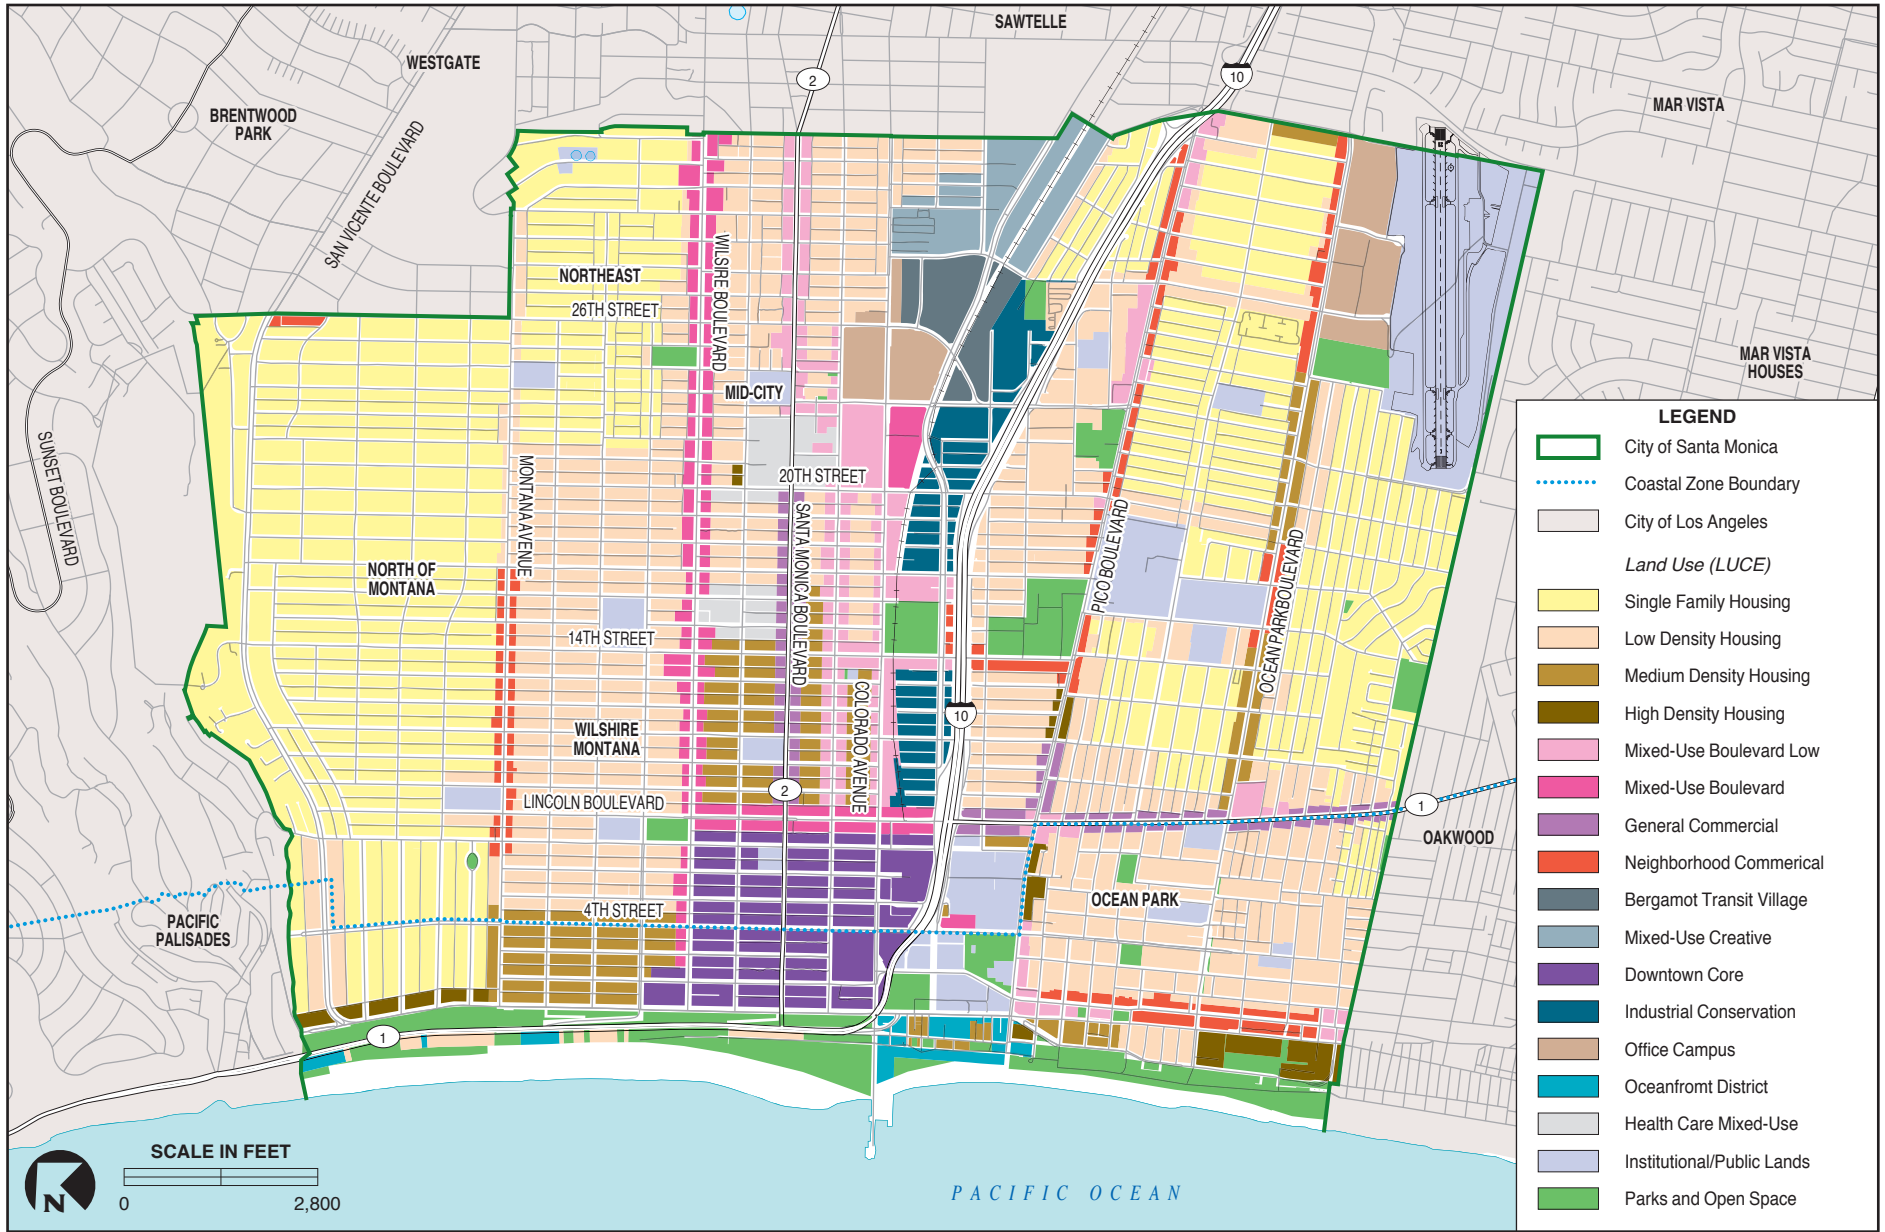 SAWTELLE
WESTGATE
2
10
BRENTWOOD
PARK
MAR VISTA
SAN VICENTE BOULEVARD
NORTHEAST
26TH STREET
WILSIRE BOULEVARD
MID-CITY
MAR VISTA
HOUSES
SUNSET BOULEVARD
MONTANA AVENUE
20TH STREET
SANTA MONICA BOULEVARD
PICO BOULEVARD
OCEAN PARKBOULEVARD
NORTH OF
MONTANA
14TH STREET
COLORADO AVENUE
10
WILSHIRE
MONTANA
2
LINCOLN BOULEVARD
1
OAKWOOD
OCEAN PARK
4TH STREET
PACIFIC
PALISADES
1
PACIFIC OCEAN
SCALE IN FEET
0
2,800
N
LEGEND
City of Santa Monica
Coastal Zone Boundary
City of Los Angeles
Land Use (LUCE)
Single Family Housing
Low Density Housing
Medium Density Housing
High Density Housing
Mixed-Use Boulevard Low
Mixed-Use Boulevard
General Commercial
Neighborhood Commerical
Bergamot Transit Village
Mixed-Use Creative
Downtown Core
Industrial Conservation
Office Campus
Oceanfromt District
Health Care Mixed-Use
Institutional/Public Lands
Parks and Open Space